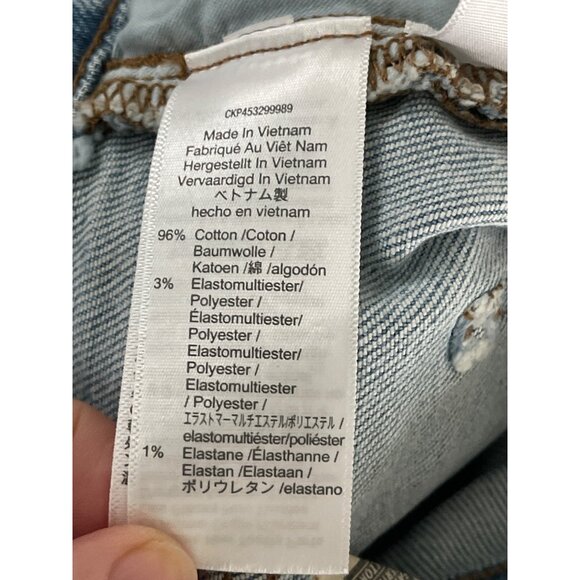 CKP453299989
Made In Vietnam
Fabriqué Au Viêt Nam
Hergestellt In Vietnam
Vervaardigd In Vietnam
ベトナム製
hecho en vietnam
96% Cotton /Coton /
Baumwolle /
Katoen /綿 /algodón
3% Elastomultiester/
Polyester /
Élastomultiester/
Polyester /
Elastomultiester/
Polyester /
Elastomultiester
/ Polyester /
エラストマーマルチエステル/ポリエステル /
elastomultiéster/poliéster
1% Elastane /Élasthanne /
Elastan /Elastaan /
ポリウレタン /elastano